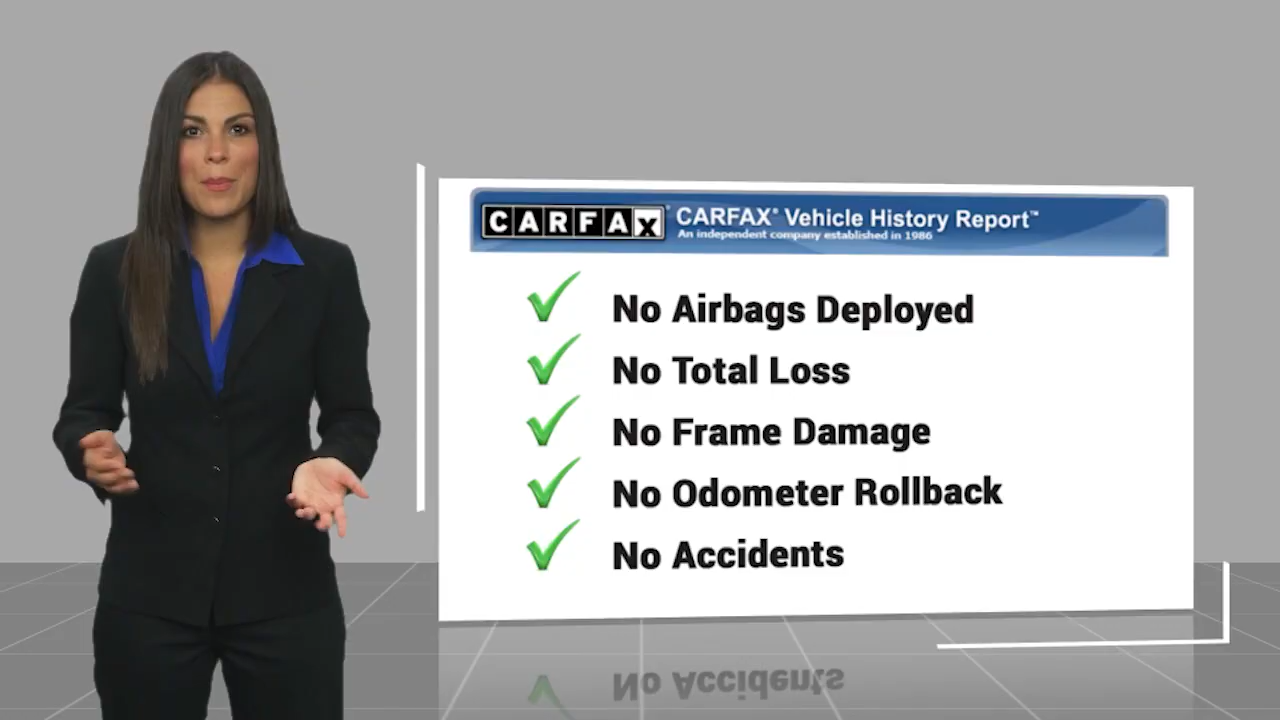 CARFAX CARFAX® Vehicle History Report™
An independent company established in 1986
No Airbags Deployed
No Total Loss
No Frame Damage
No Odometer Rollback
No Accidents
No Accidents